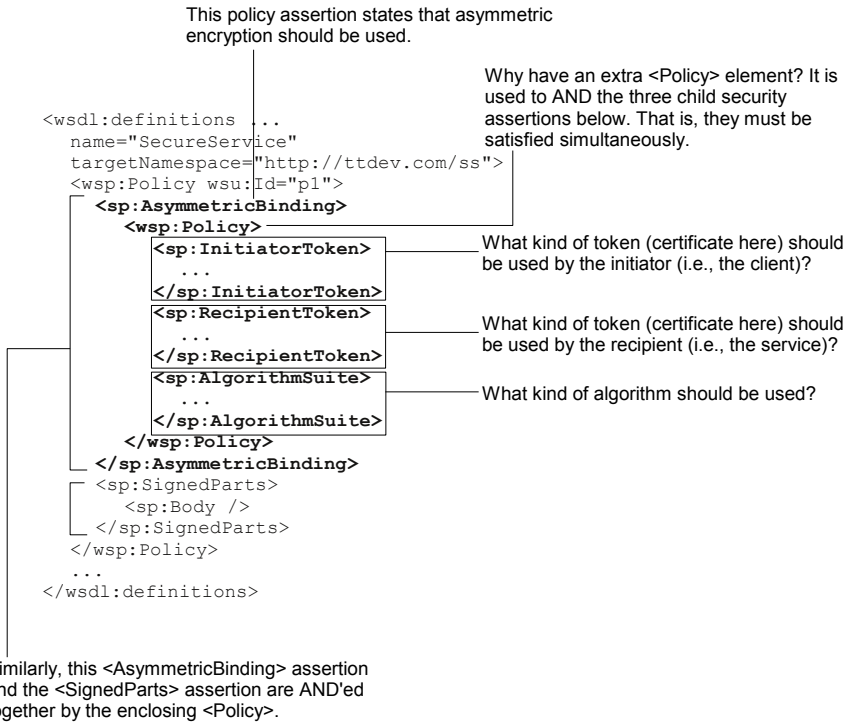 This policy assertion states that asymmetric
encryption should be used.
Why have an extra <Policy> element? It is
used to AND the three child security
assertions below. That is, they must be
satisfied simultaneously.
<wsdl:definitions ...
name="SecureService"
targetNamespace="http://ttdev.com/ss">
<wsp:Policy wsu:Id="p1">
<sp:AsymmetricBinding>
<wsp:Policy>
<sp:InitiatorToken>
...
</sp:InitiatorToken>
What kind of token (certificate here) should
be used by the initiator (i.e., the client)?
<sp:RecipientToken>
...
</sp:RecipientToken>
What kind of token (certificate here) should
be used by the recipient (i.e., the service)?
<sp:AlgorithmSuite>
...
</sp:AlgorithmSuite>
What kind of algorithm should be used?
</wsp:Policy>
</sp:AsymmetricBinding>
<sp:SignedParts>
<sp:Body />
</sp:SignedParts>
</wsp:Policy>
...
</wsdl:definitions>
imilarly, this <AsymmetricBinding> assertion
nd the <SignedParts> assertion are AND'ed
ogether by the enclosing <Policy>.